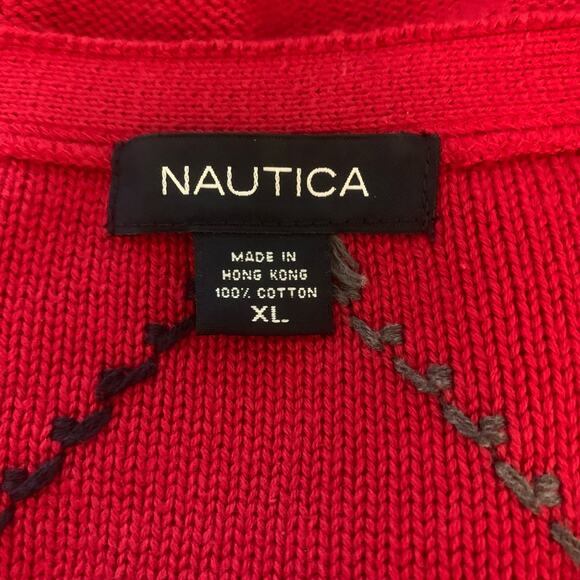 NAUTICA
MADE IN
HONG KONG
100% COTTON
XL